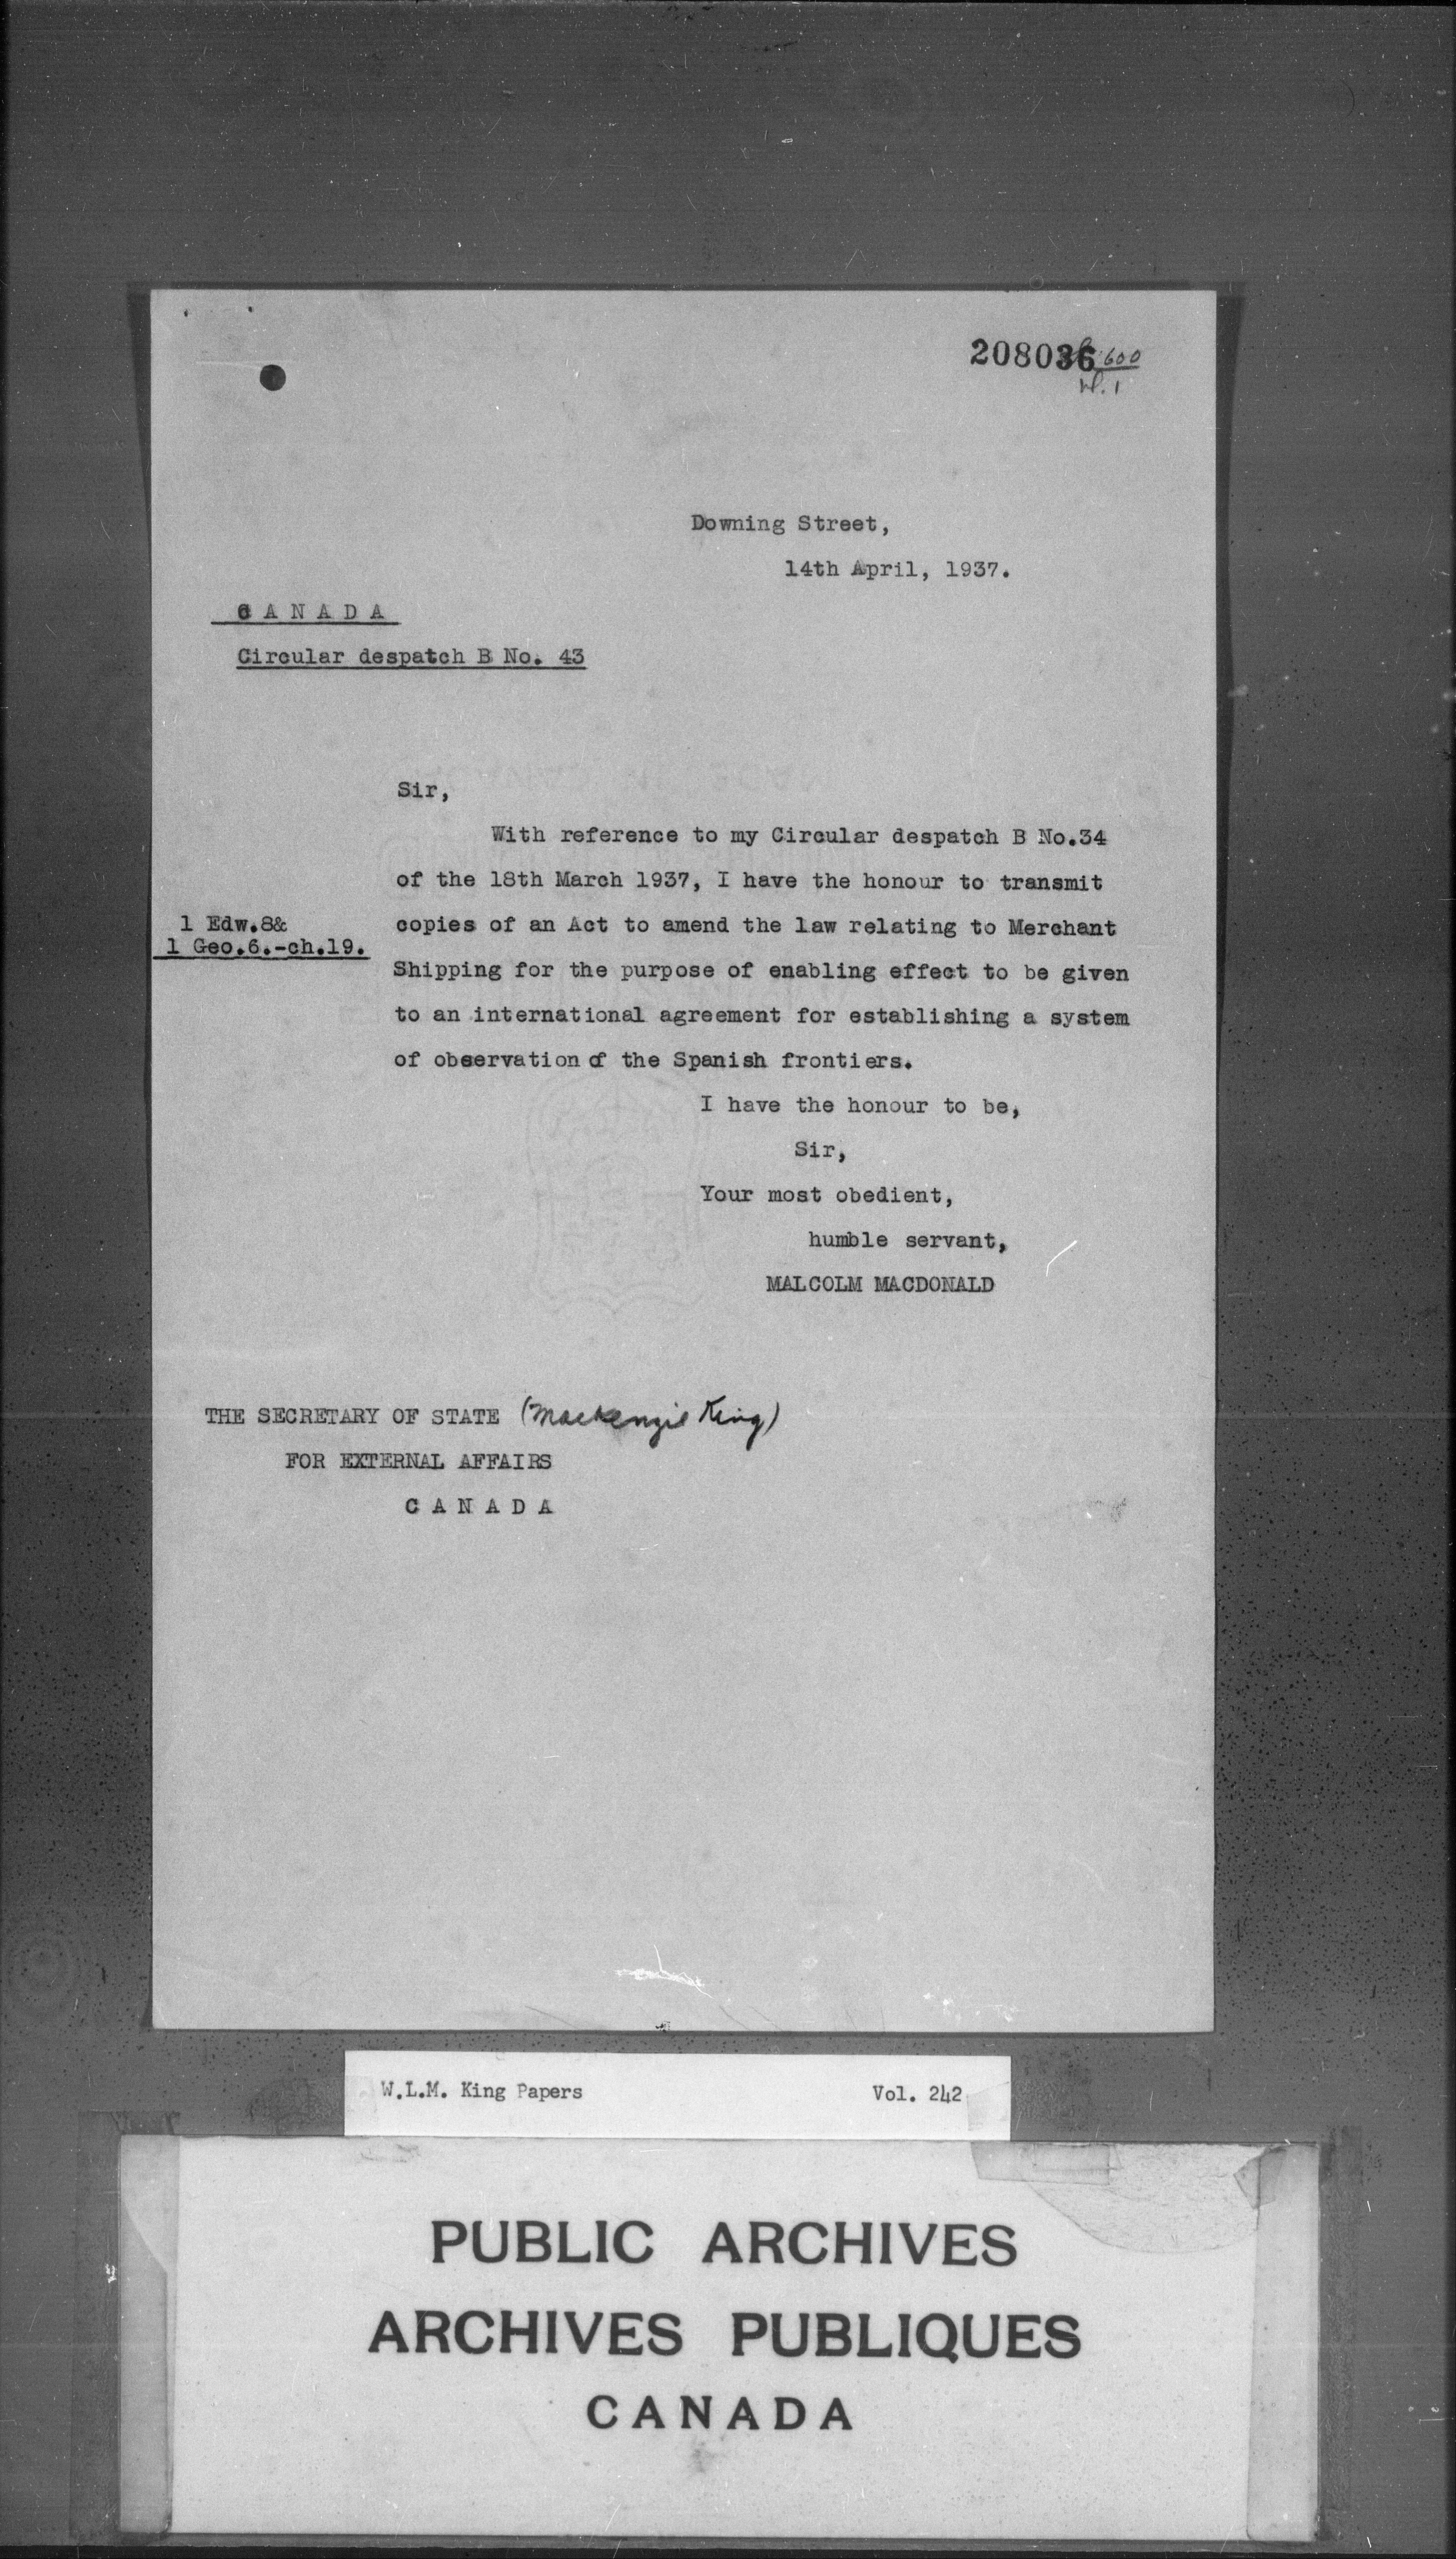 208036
600
Downing Street,
14th April, 1937.
CANADA
Circular despatch B No. 43
Sir,
With reference to my Circular despatch B No.34
of the 18th March 1937, I have the honour to transmit
1 Edw.8&
copies of an Act to amend the law relating to Merchant
1 Geo.6.-ch.19.
Shipping for the purpose of enabling effect to be given
to an international agreement for establishing a system
of observation of the Spanish frontiers.
I have the honour to be,
Sir,
Your most obedient,
humble servant,
MALCOLM MACDONALD
THE SECRETARY OF STATE (Mackenzie King)
FOR EXTERNAL AFFAIRS
CANADA
W.L.M. King Papers Vol. 242
PUBLIC ARCHIVES
ARCHIVES PUBLIQUES
CANADA